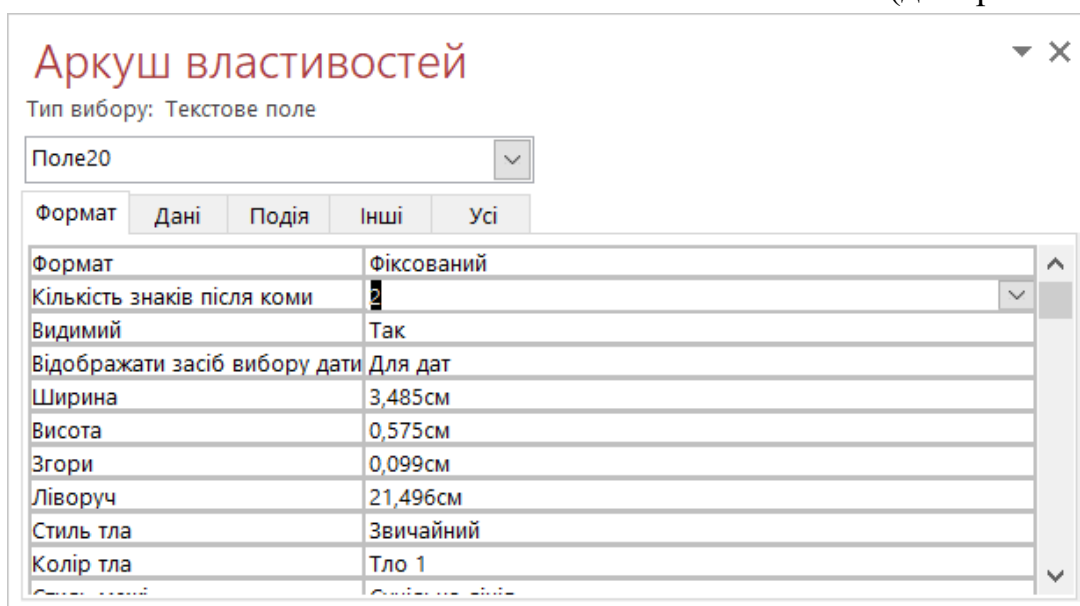 Аркуш властивостей
Тип вибору: Текстове поле
Поле20
Формат Дані Подія Інші Усі
Формат Фіксований
Кількість знаків після коми 2
Видимий Так
Відображати засіб вибору дати Для дат
Ширина 3,485см
Висота 0,575см
Згори 0,099см
Ліворуч 21,496см
Стиль тла Звичайний
Колір тла Тло 1